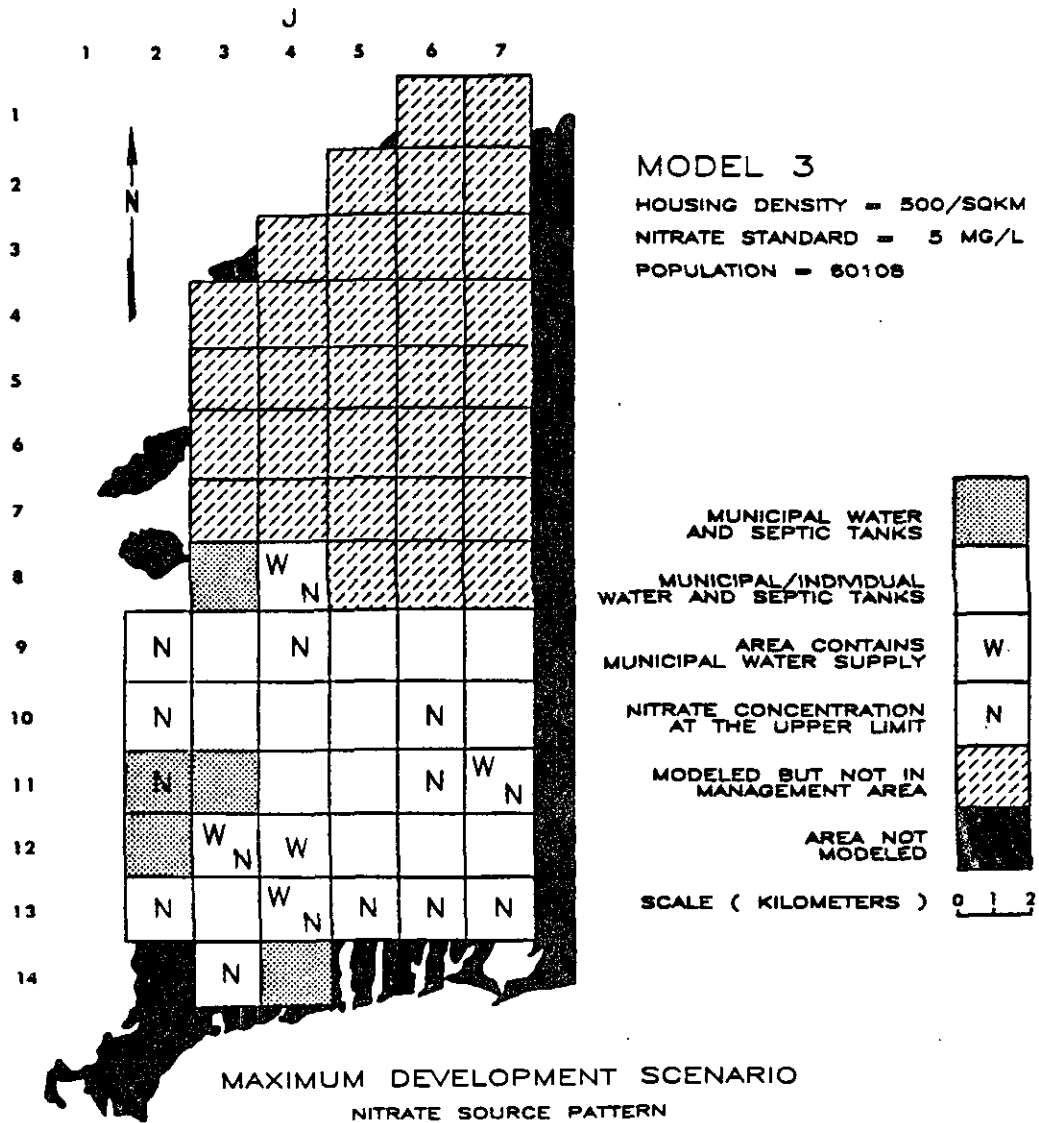 J
1 2 3 4 5 6 7
1
2
N
3
4
5
6
7
8 W N
9 N N
10 N N
11 N N W N
12 W N W
13 N W N N N N
14 N
MODEL 3
HOUSING DENSITY = 500/SQKM
NITRATE STANDARD = 5 MG/L
POPULATION = 60108
MUNICIPAL WATER
AND SEPTIC TANKS
MUNICIPAL/INDIVIDUAL
WATER AND SEPTIC TANKS
AREA CONTAINS
MUNICIPAL WATER SUPPLY W
NITRATE CONCENTRATION
AT THE UPPER LIMIT N
MODELED BUT NOT IN
MANAGEMENT AREA
AREA NOT
MODELED
SCALE ( KILOMETERS ) 0 1 2
MAXIMUM DEVELOPMENT SCENARIO
NITRATE SOURCE PATTERN